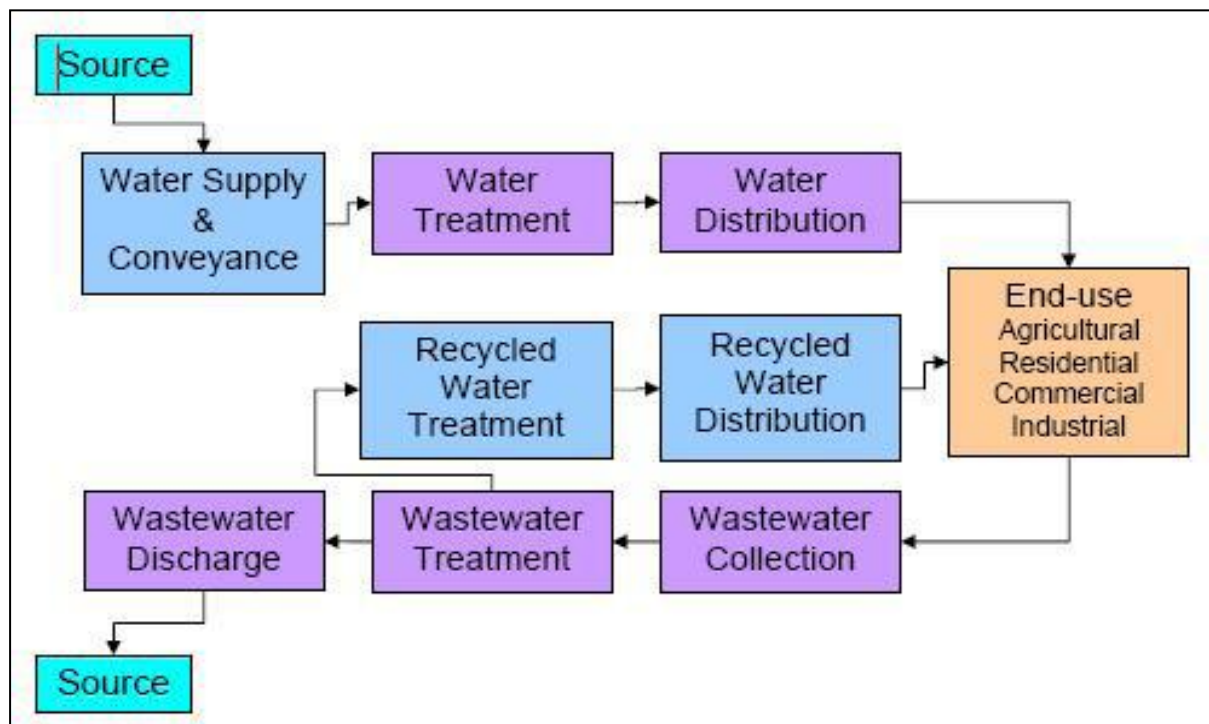 Source
Water Supply
&
Conveyance
Water
Treatment
Water
Distribution
End-use
Agricultural
Residential
Commercial
Industrial
Recycled
Water
Treatment
Recycled
Water
Distribution
Wastewater
Discharge
Wastewater
Treatment
Wastewater
Collection
Source